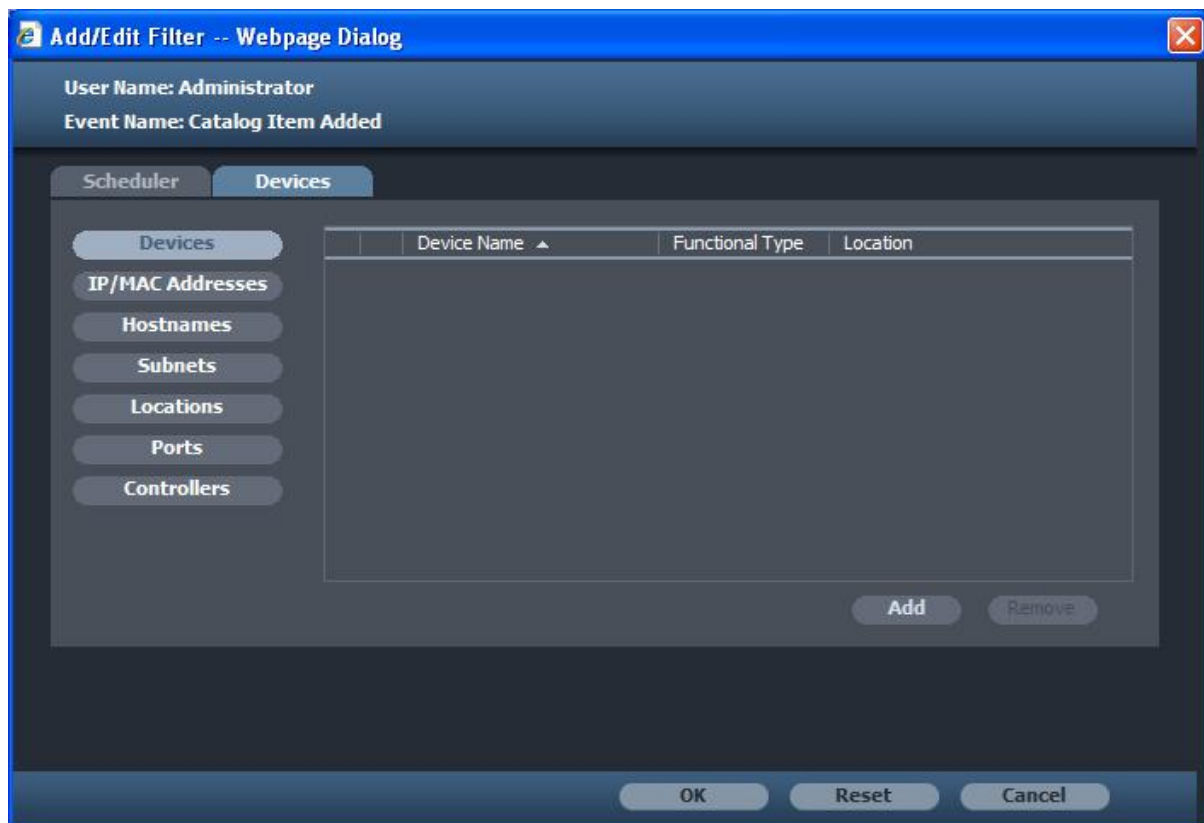 Add/Edit Filter -- Webpage Dialog
User Name: Administrator
Event Name: Catalog Item Added
Scheduler Devices
Devices
IP/MAC Addresses
Hostnames
Subnets
Locations
Ports
Controllers
Device Name Functional Type Location
Add Remove
OK Reset Cancel